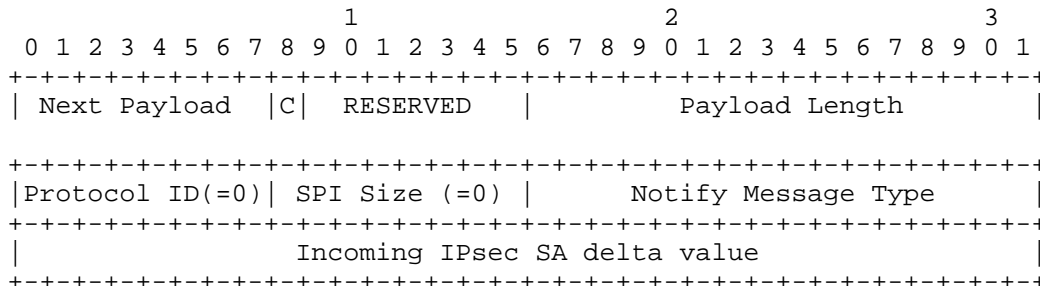 1                   2                   3
 0 1 2 3 4 5 6 7 8 9 0 1 2 3 4 5 6 7 8 9 0 1 2 3 4 5 6 7 8 9 0 1
+-+-+-+-+-+-+-+-+-+-+-+-+-+-+-+-+-+-+-+-+-+-+-+-+-+-+-+-+-+-+-+-+
| Next Payload  |C|  RESERVED   |         Payload Length        |
+-+-+-+-+-+-+-+-+-+-+-+-+-+-+-+-+-+-+-+-+-+-+-+-+-+-+-+-+-+-+-+-+
|Protocol ID(=0)| SPI Size (=0) |      Notify Message Type      |
+-+-+-+-+-+-+-+-+-+-+-+-+-+-+-+-+-+-+-+-+-+-+-+-+-+-+-+-+-+-+-+-+
|                 Incoming IPsec SA delta value                 |
+-+-+-+-+-+-+-+-+-+-+-+-+-+-+-+-+-+-+-+-+-+-+-+-+-+-+-+-+-+-+-+-+